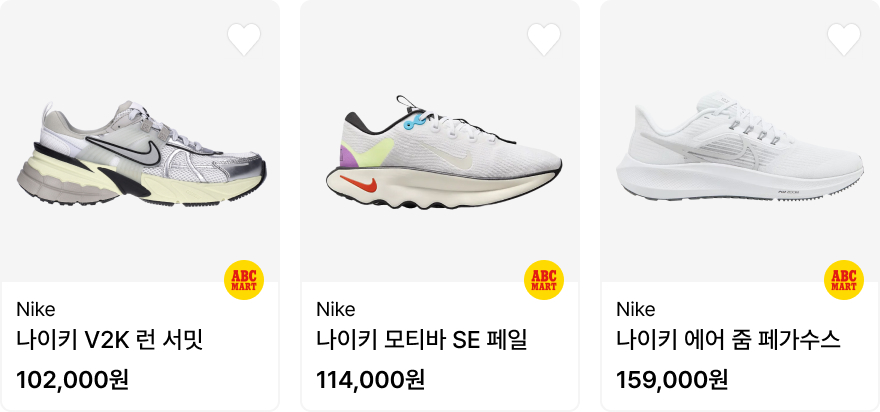 ABC
MART
Nike
나이키 V2K 런 서밋
102,000원
ABC
MART
Nike
나이키 모티바 SE 페일
114,000원
ABC
MART
Nike
나이키 에어 줌 페가수스
159,000원